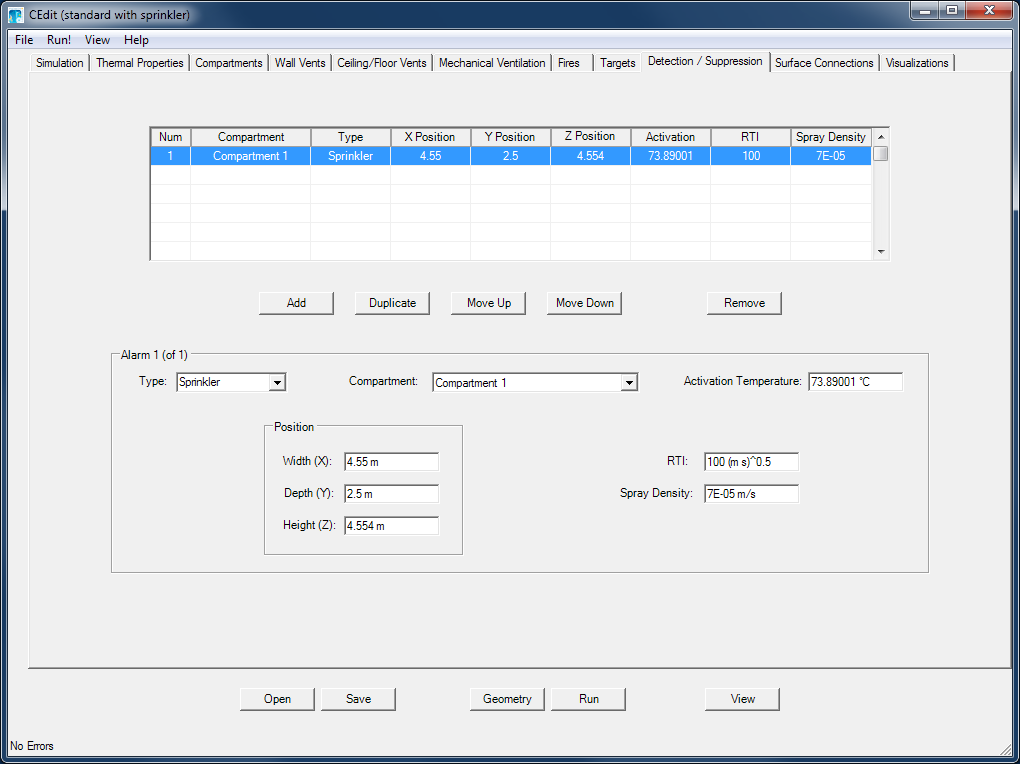 CEdit (standard with sprinkler)
File Run! View Help
Simulation Thermal Properties Compartments Wall Vents Ceiling/Floor Vents Mechanical Ventilation Fires Targets Detection / Suppression Surface Connections Visualizations
Num Compartment Type X Position Y Position Z Position Activation RTI Spray Density
1 Compartment 1 Sprinkler 4.55 2.5 4.554 73.89001 100 7E-05
Add Duplicate Move Up Move Down Remove
Alarm 1 (of 1)
Type: Sprinkler Compartment: Compartment 1 Activation Temperature: 73.89001 °C
Position
Width (X): 4.55 m RTI: 100 (m s)^0.5
Depth (Y): 2.5 m Spray Density: 7E-05 m/s
Height (Z): 4.554 m
Open Save Geometry Run View
No Errors